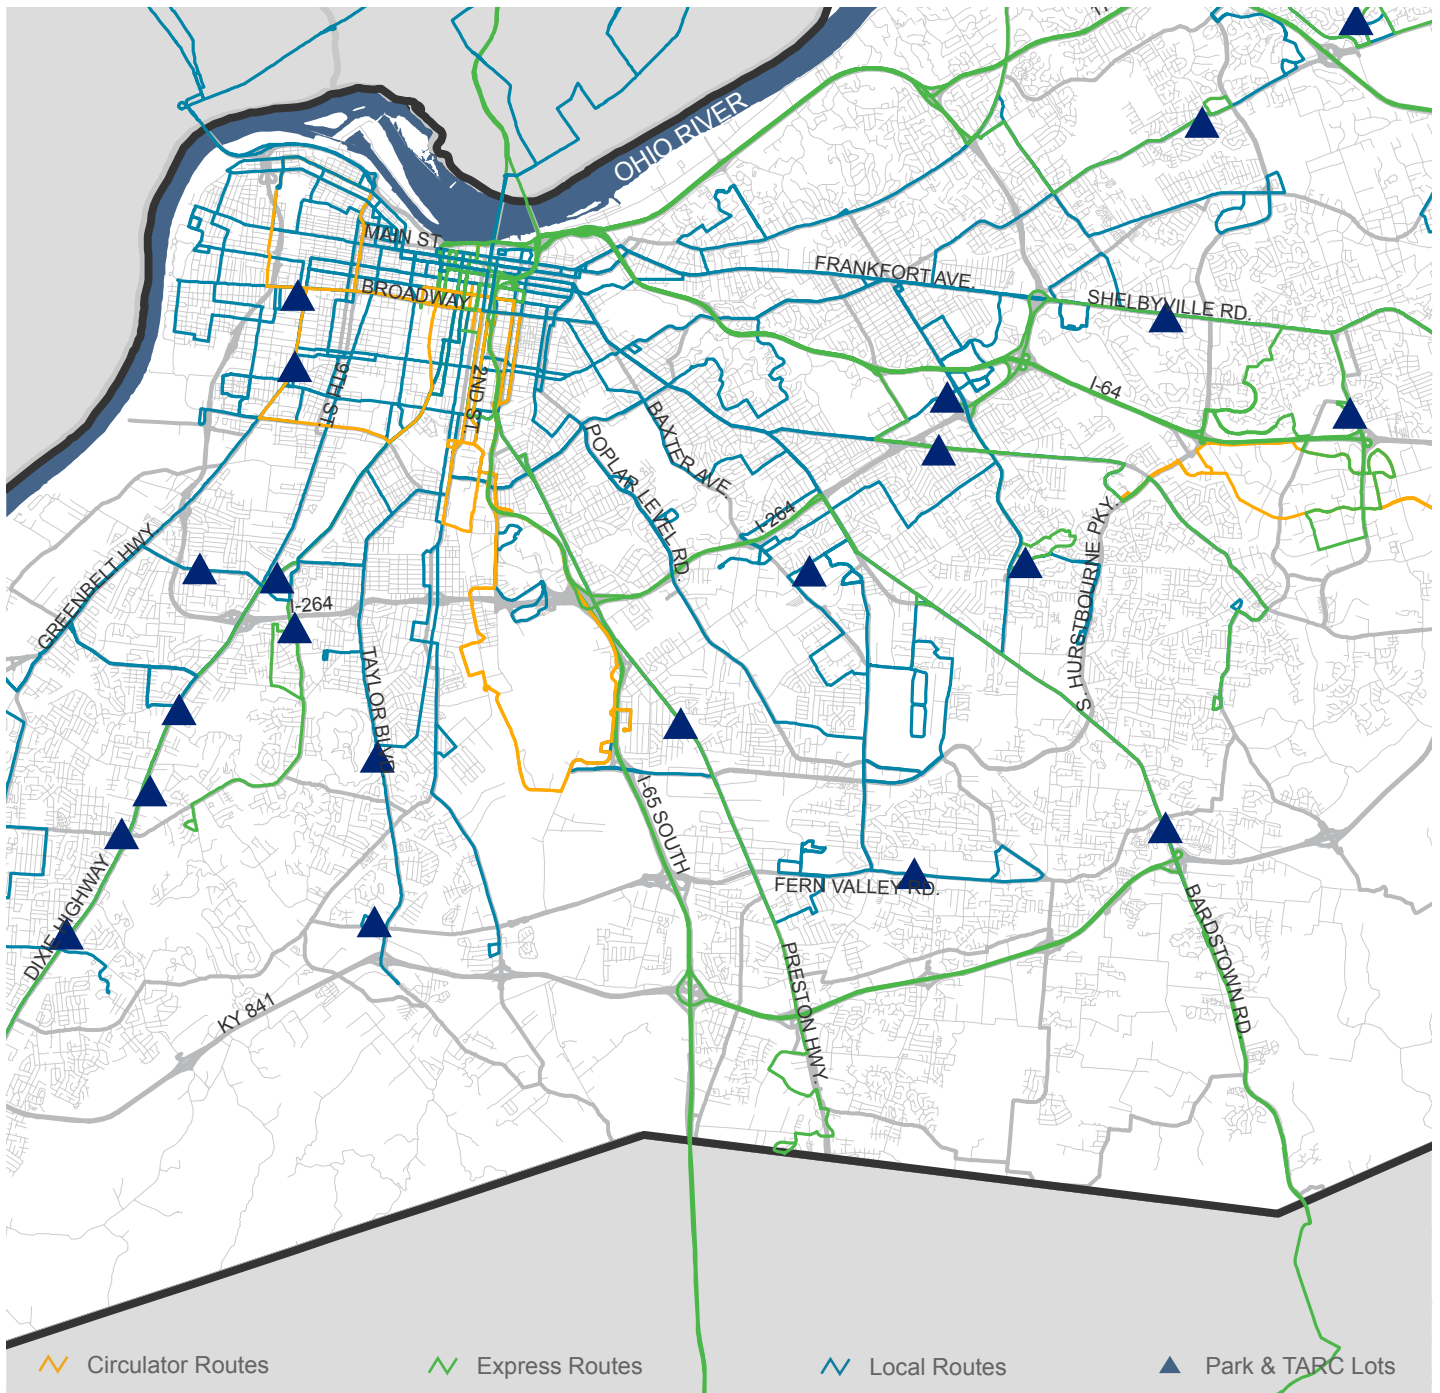 OHIO RIVER
MAIN ST.
FRANKFORT AVE.
BROADWAY
SHELBYVILLE RD.
9TH ST.
2ND ST.
I-64
BAXTER AVE.
POPLAR LEVEL RD.
I-264
GREENBELT HWY
S. HURSTBOURNE PKY.
I-264
TAYLOR BLVD.
I-65 SOUTH
FERN VALLEY RD.
DIXIE HIGHWAY
BARDSTOWN RD.
PRESTON HWY.
KY 841
Circulator Routes
Express Routes
Local Routes
Park & TARC Lots